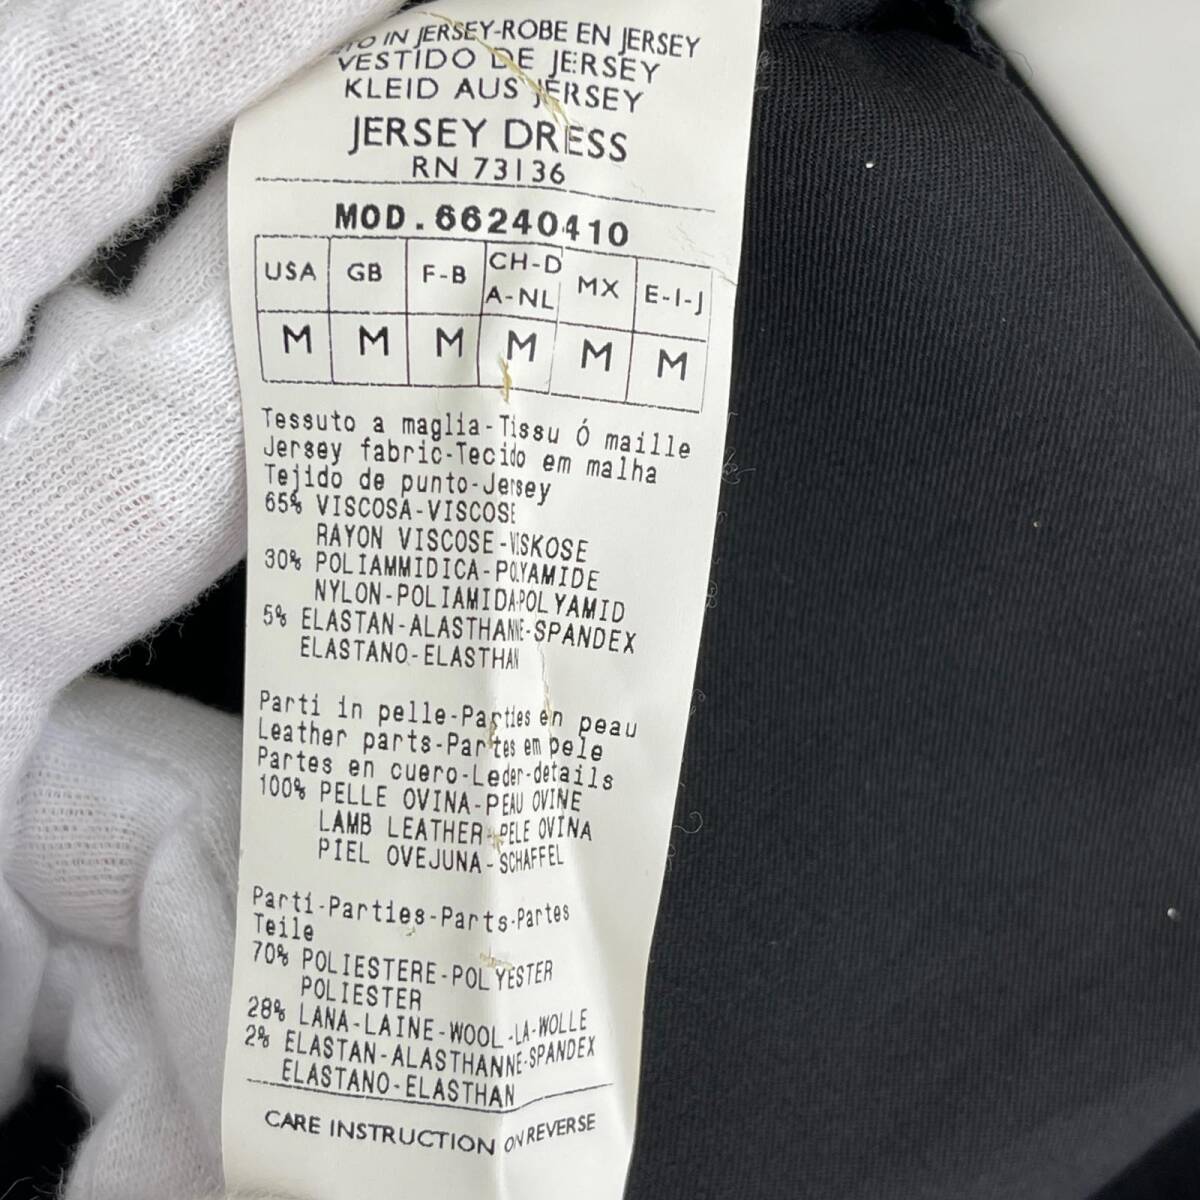 IN JERSEY-ROBE EN JERSEY
VESTIDO DE JERSEY
KLEID AUS JERSEY
JERSEY DRESS
RN 73136
MOD. 66240410
USA GB F-B CH-D A-NL MX E-I-J
M M M M M M
Tessuto a maglia-Tissu Ó maille
Jersey fabric-Tecido em malha
Tejido de punto-Jersey
65% VISCOSA-VISCOSE
RAYON VISCOSE-VISKOSE
30% POLIAMMIDICA-POLYAMIDE
NYLON-POLIAMIDA-POLYAMID
5% ELASTAN-ALASTHANNE-SPANDEX
ELASTANO-ELASTHAN
Parti in pelle-Parties en peau
Leather parts-Partes em pele
Partes en cuero-Leder-details
100% PELLE OVINA-PEAU OVINE
LAMB LEATHER-PELE OVINA
PIEL OVEJUNA-SCHAFFEL
Parti-Parties-Parts-Partes
Teile
70% POLIESTERE-POLYESTER
POLIESTER
28% LANA-LAINE-WOOL-LA-WOLLE
2% ELASTAN-ALASTHANNE-SPANDEX
ELASTANO-ELASTHAN
CARE INSTRUCTION ON REVERSE